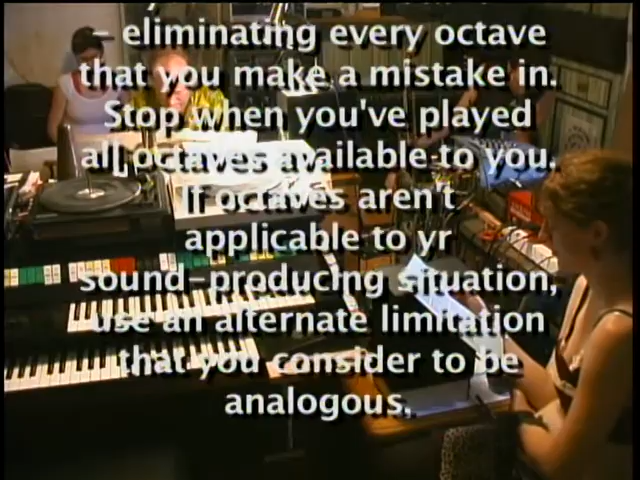 – eliminating every octave
that you make a mistake in.
Stop when you've played
all octaves available to you.
If octaves aren't
applicable to yr
sound-producing situation,
use an alternate limitation
that you consider to be
analogous.